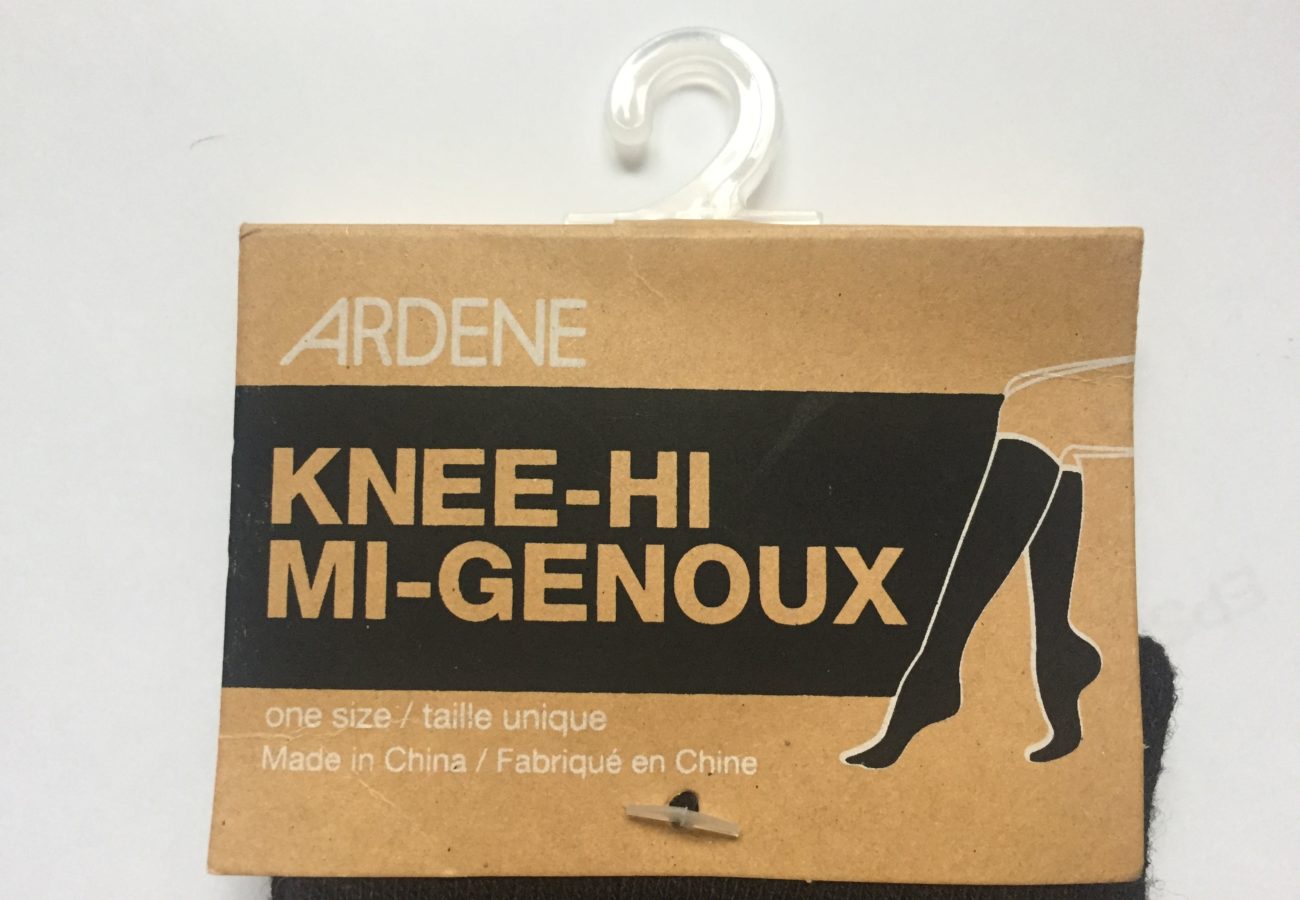 ARDENE
KNEE-HI
MI-GENOUX
one size / taille unique
Made in China / Fabriqué en Chine